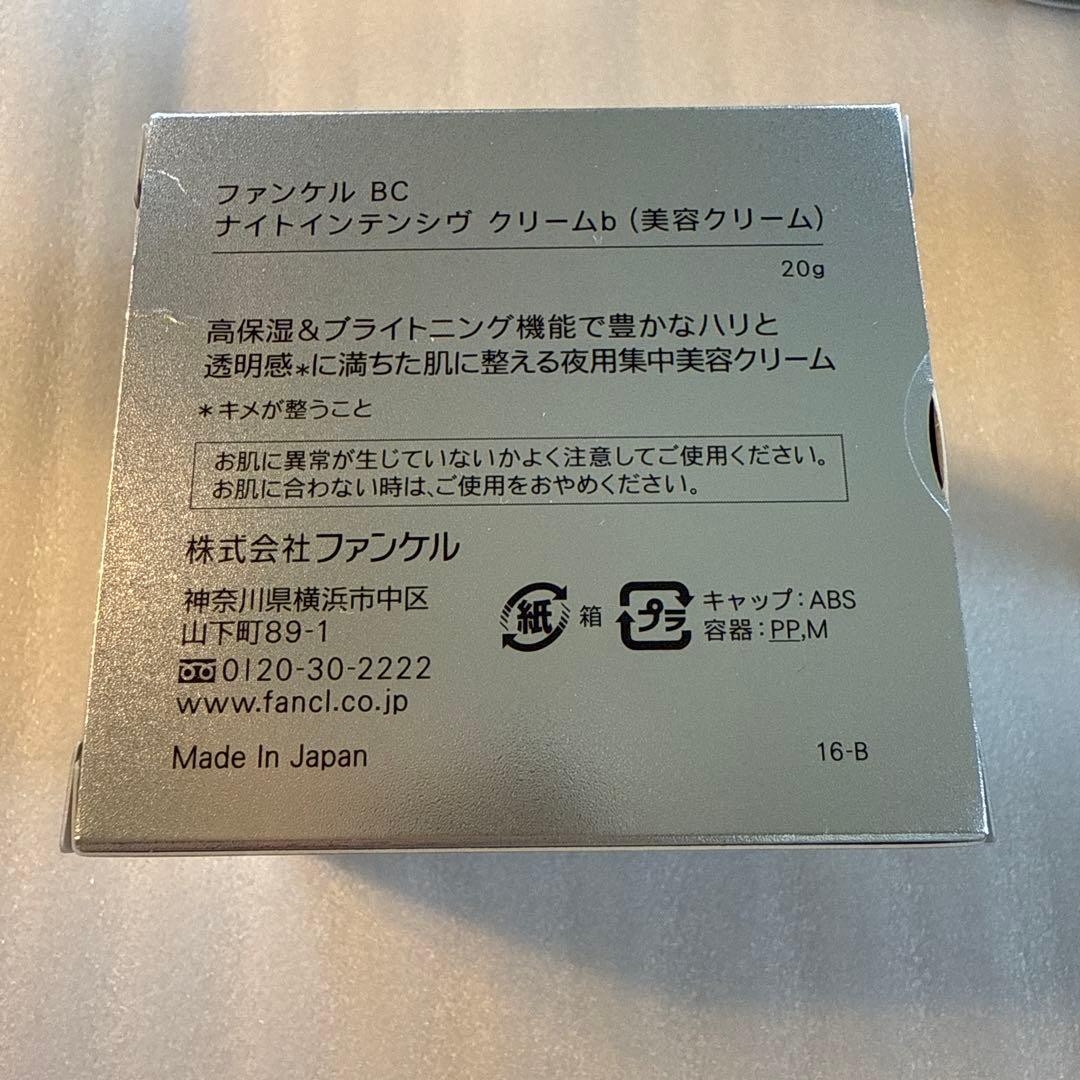 ファンケル BC
ナイトインテンシヴ クリームb（美容クリーム）
20g
高保湿＆ブライトニング機能で豊かなハリと
透明感*に満ちた肌に整える夜用集中美容クリーム
*キメが整うこと
お肌に異常が生じていないかよく注意してご使用ください。
お肌に合わない時は、ご使用をおやめください。
株式会社ファンケル
神奈川県横浜市中区
山下町89-1
0120-30-2222
www.fancl.co.jp
紙 箱
プラ キャップ：ABS
容器：PP,M
Made In Japan
16-B